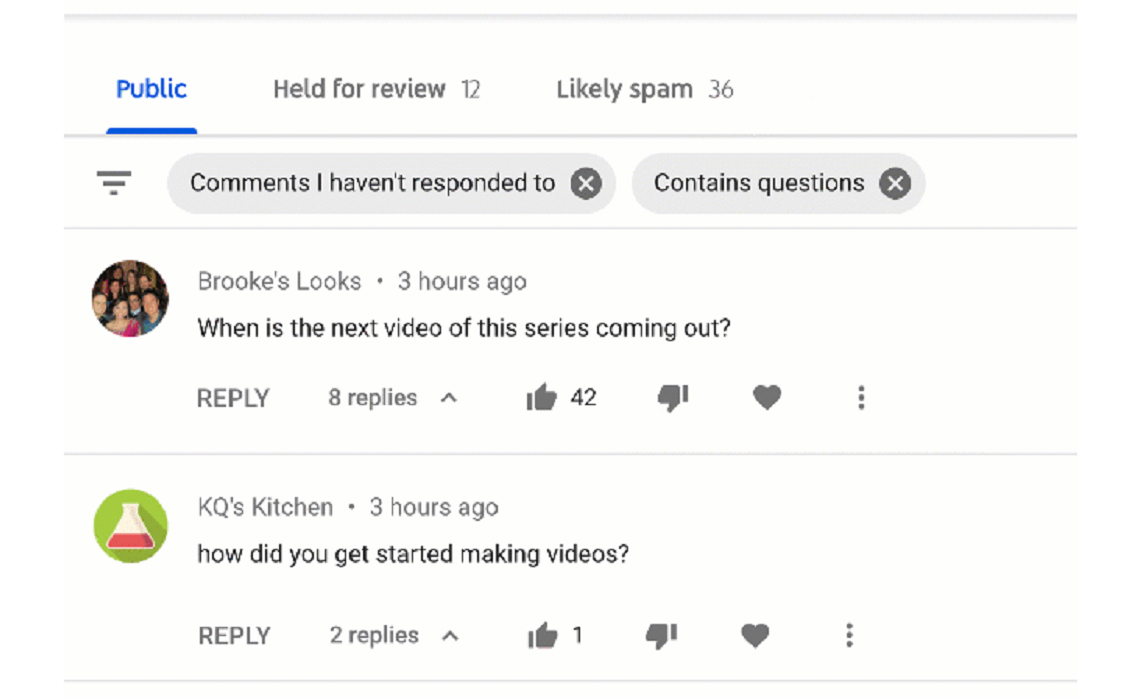 Public Held for review 12 Likely spam 36
Comments I haven't responded to Contains questions
Brooke's Looks • 3 hours ago
When is the next video of this series coming out?
REPLY 8 replies 42
KQ's Kitchen • 3 hours ago
how did you get started making videos?
REPLY 2 replies 1